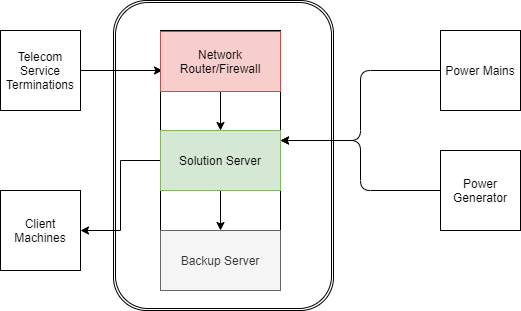 Telecom
Service
Terminations
Network
Router/Firewall
Power Mains
Solution Server
Client
Machines
Power
Generator
Backup Server